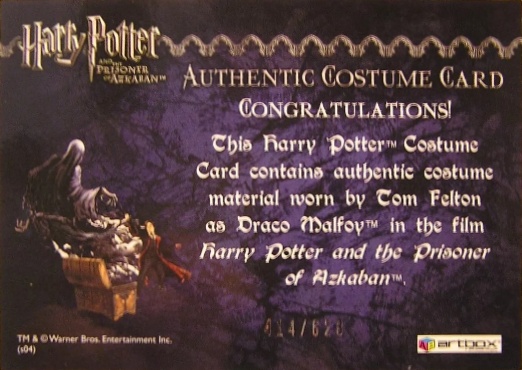 Harry Potter
AND THE
PRISONER
OF AZKABAN™
AUTHENTIC COSTUME CARD
CONGRATULATIONS!
This Harry Potter™ Costume
Card contains authentic costume
material worn by Tom Felton
as Draco Malfoy™ in the film
Harry Potter and the Prisoner
of Azkaban™.
TM & © Warner Bros. Entertainment Inc.
(s04)
artbox